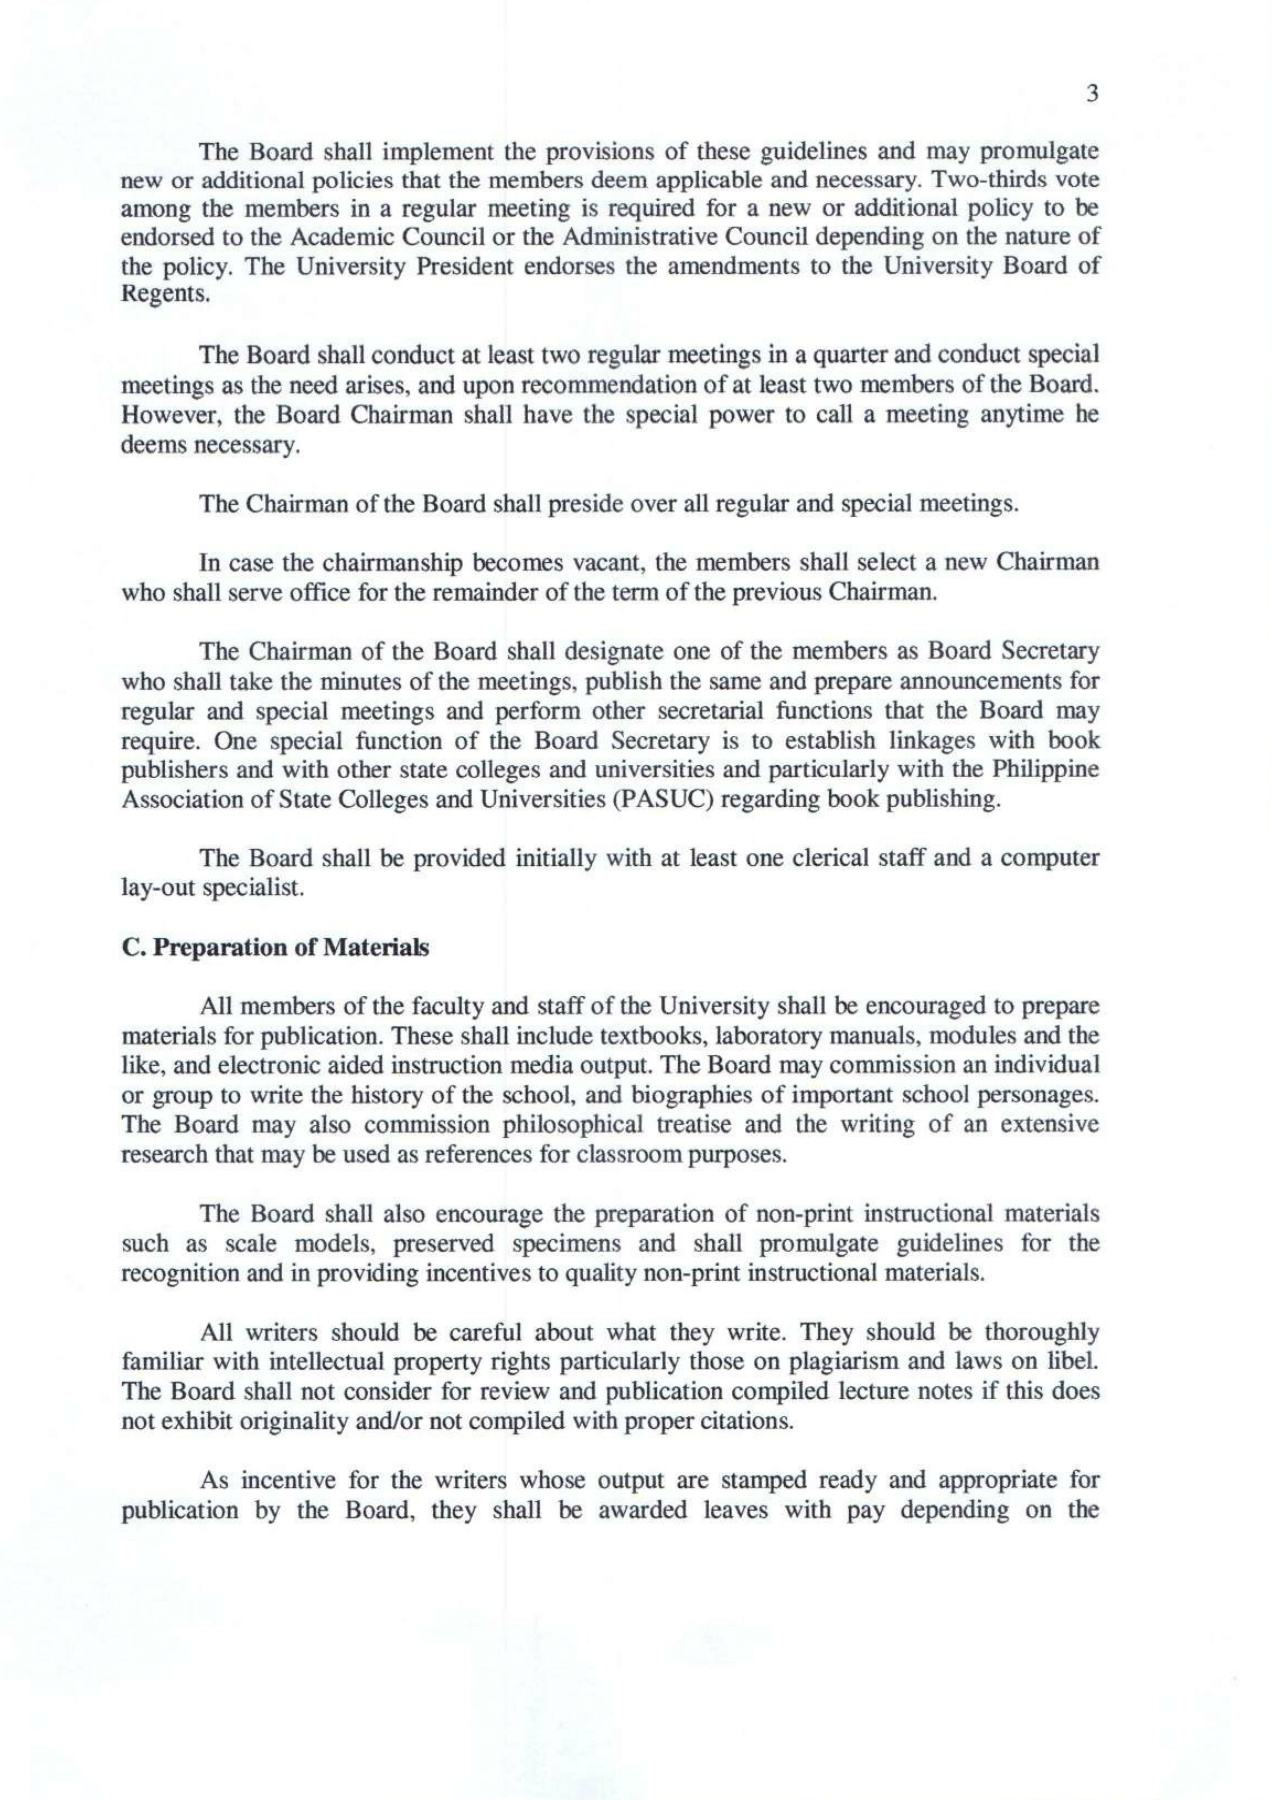 3
The Board shall implement the provisions of these guidelines and may promulgate
new or additional policies that the members deem applicable and necessary. Two-thirds vote
among the members in a regular meeting is required for a new or additional policy to be
endorsed to the Academic Council or the Administrative Council depending on the nature of
the policy. The University President endorses the amendments to the University Board of
Regents.
The Board shall conduct at least two regular meetings in a quarter and conduct special
meetings as the need arises, and upon recommendation of at least two members of the Board.
However, the Board Chairman shall have the special power to call a meeting anytime he
deems necessary.
The Chairman of the Board shall preside over all regular and special meetings.
In case the chairmanship becomes vacant, the members shall select a new Chairman
who shall serve office for the remainder of the term of the previous Chairman.
The Chairman of the Board shall designate one of the members as Board Secretary
who shall take the minutes of the meetings, publish the same and prepare announcements for
regular and special meetings and perform other secretarial functions that the Board may
require. One special function of the Board Secretary is to establish linkages with book
publishers and with other state colleges and universities and particularly with the Philippine
Association of State Colleges and Universities (PASUC) regarding book publishing.
The Board shall be provided initially with at least one clerical staff and a computer
lay-out specialist.
C. Preparation of Materials
All members of the faculty and staff of the University shall be encouraged to prepare
materials for publication. These shall include textbooks, laboratory manuals, modules and the
like, and electronic aided instruction media output. The Board may commission an individual
or group to write the history of the school, and biographies of important school personages.
The Board may also commission philosophical treatise and the writing of an extensive
research that may be used as references for classroom purposes.
The Board shall also encourage the preparation of non-print instructional materials
such as scale models, preserved specimens and shall promulgate guidelines for the
recognition and in providing incentives to quality non-print instructional materials.
All writers should be careful about what they write. They should be thoroughly
familiar with intellectual property rights particularly those on plagiarism and laws on libel.
The Board shall not consider for review and publication compiled lecture notes if this does
not exhibit originality and/or not compiled with proper citations.
As incentive for the writers whose output are stamped ready and appropriate for
publication by the Board, they shall be awarded leaves with pay depending on the